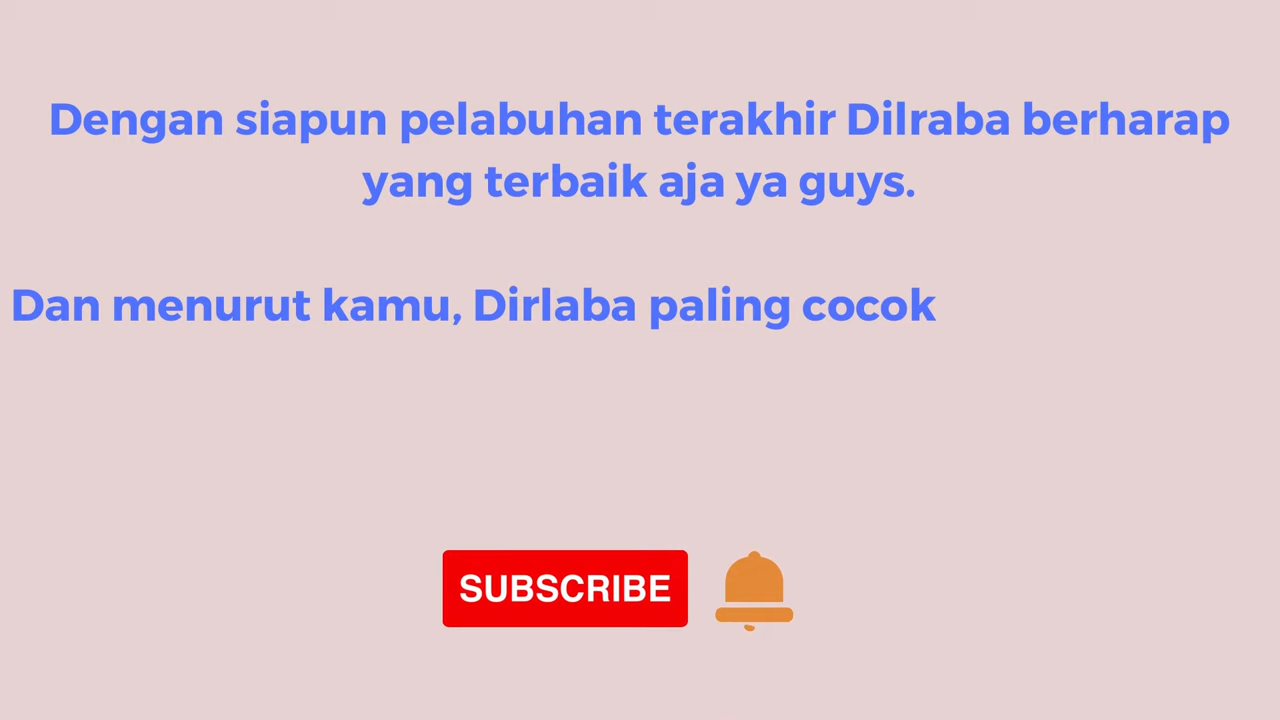 Dengan siapun pelabuhan terakhir Dilraba berharap
yang terbaik aja ya guys.
Dan menurut kamu, Dirlaba paling cocok
SUBSCRIBE